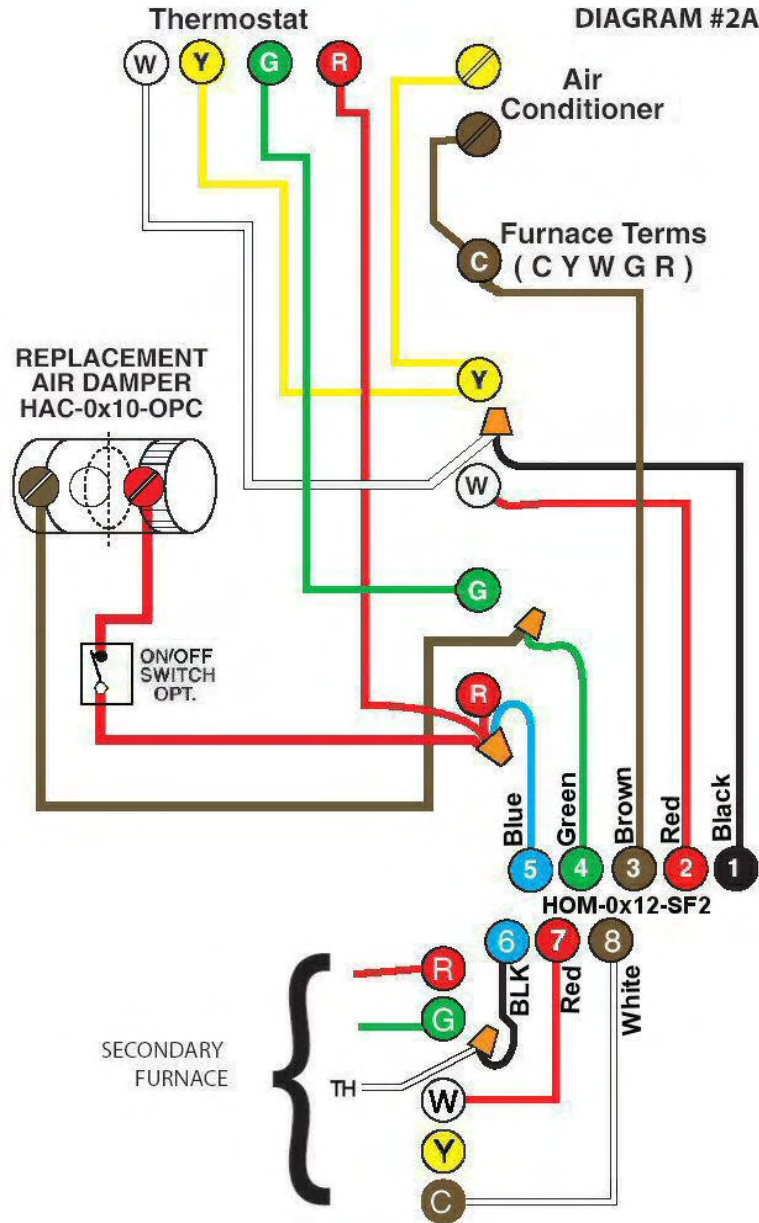 Thermostat
DIAGRAM #2A
W Y G R
Air
Conditioner
C
Furnace Terms
( C Y W G R )
REPLACEMENT
AIR DAMPER
HAC-0x10-OPC
Y
W
G
ON/OFF
SWITCH
OPT.
R
Blue
Green
Brown
Red
Black
5 4 3 2 1
HOM-0x12-SF2
6 7 8
BLK
Red
White
R
G
SECONDARY
FURNACE
TH
W
Y
C